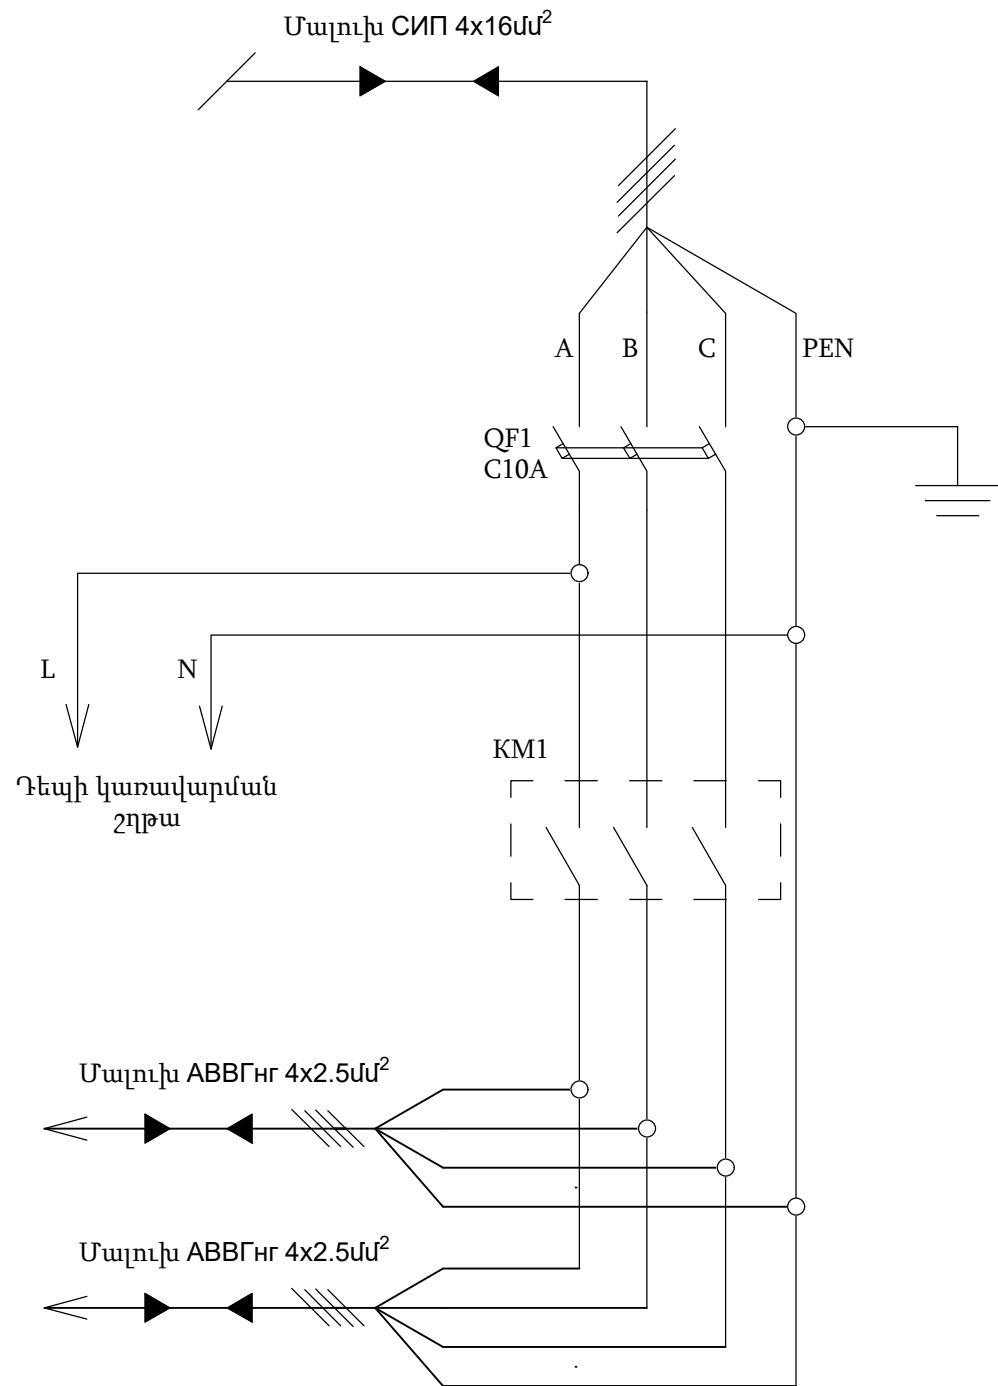 Մալուխ СИП 4x16մմ²
A B C PEN
QF1
C10A
L N
KM1
Դեպի կառավարման
շղթա
Մալուխ АВВГнг 4x2.5մմ²
Մալուխ АВВГнг 4x2.5մմ²